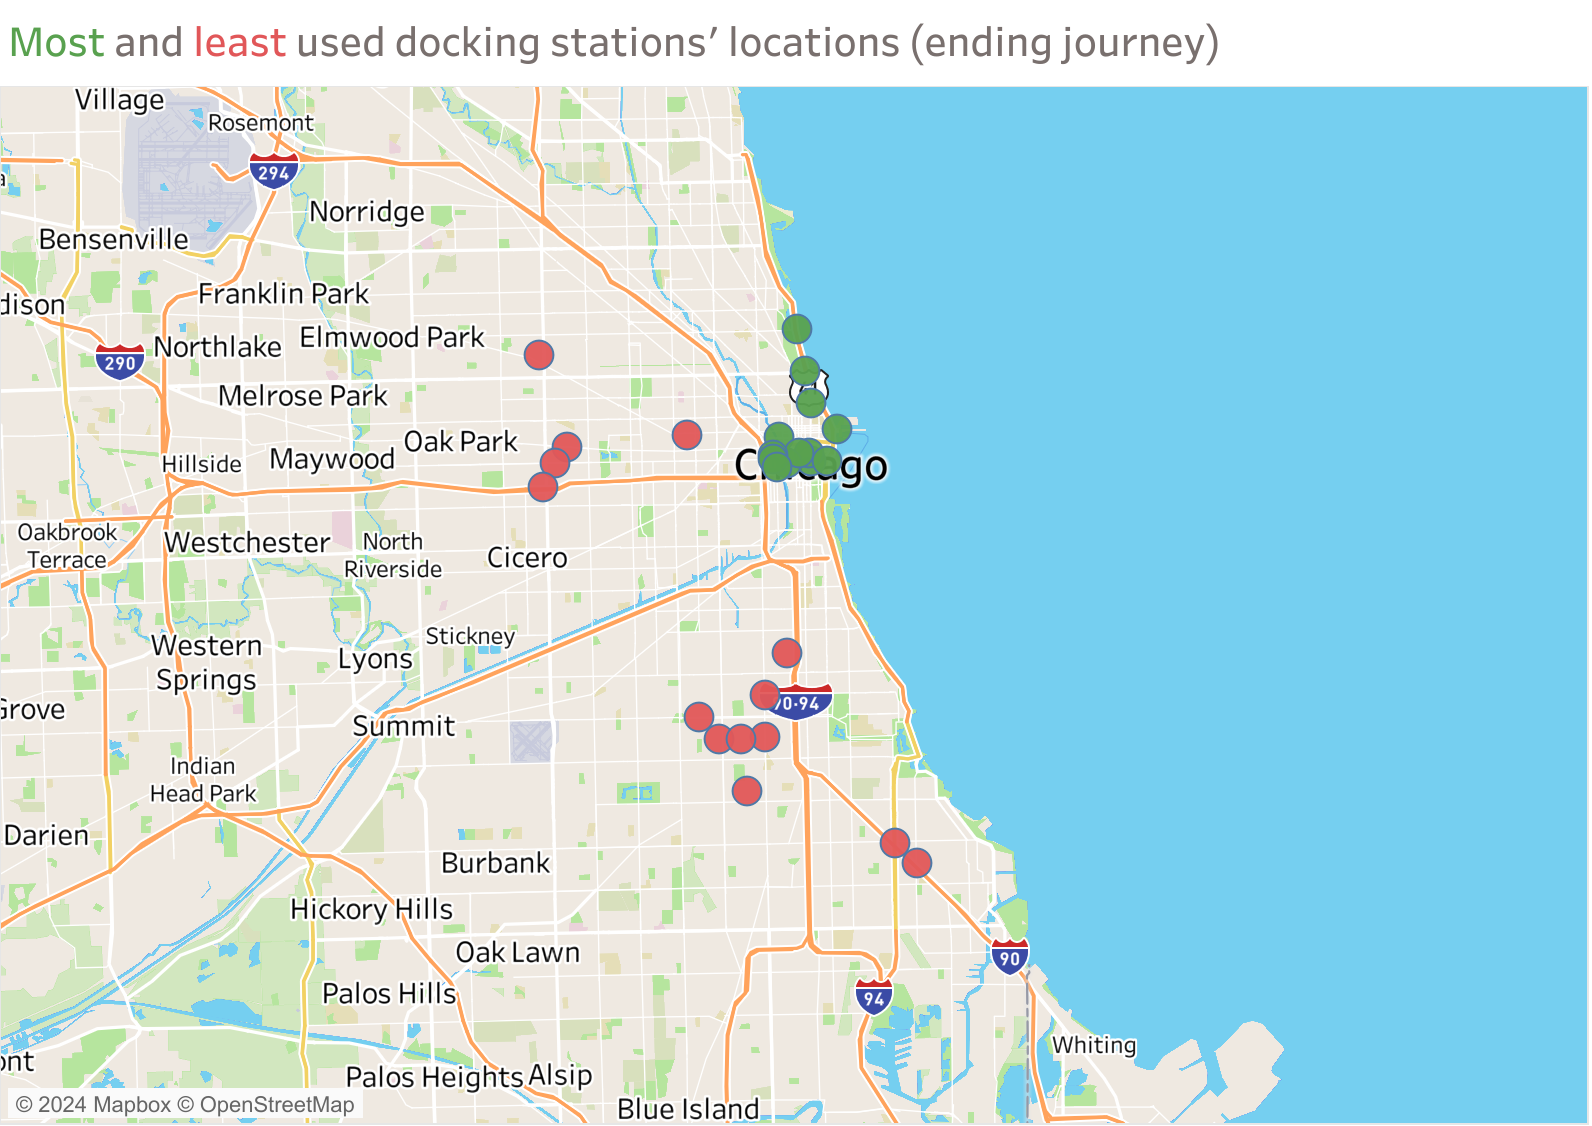 Most and least used docking stations’ locations (ending journey)
Village
Rosemont
294
Norridge
Bensenville
Franklin Park
dison
Elmwood Park
Northlake
290
Melrose Park
Oak Park
Maywood
Hillside
Oakbrook
Terrace
Westchester
North
Riverside
Cicero
Stickney
Western
Springs
Lyons
Grove
90-94
Summit
Indian
Head Park
Darien
Burbank
Hickory Hills
Oak Lawn
90
Palos Hills
94
Whiting
ont
Palos Heights
Alsip
Blue Island
© 2024 Mapbox © OpenStreetMap